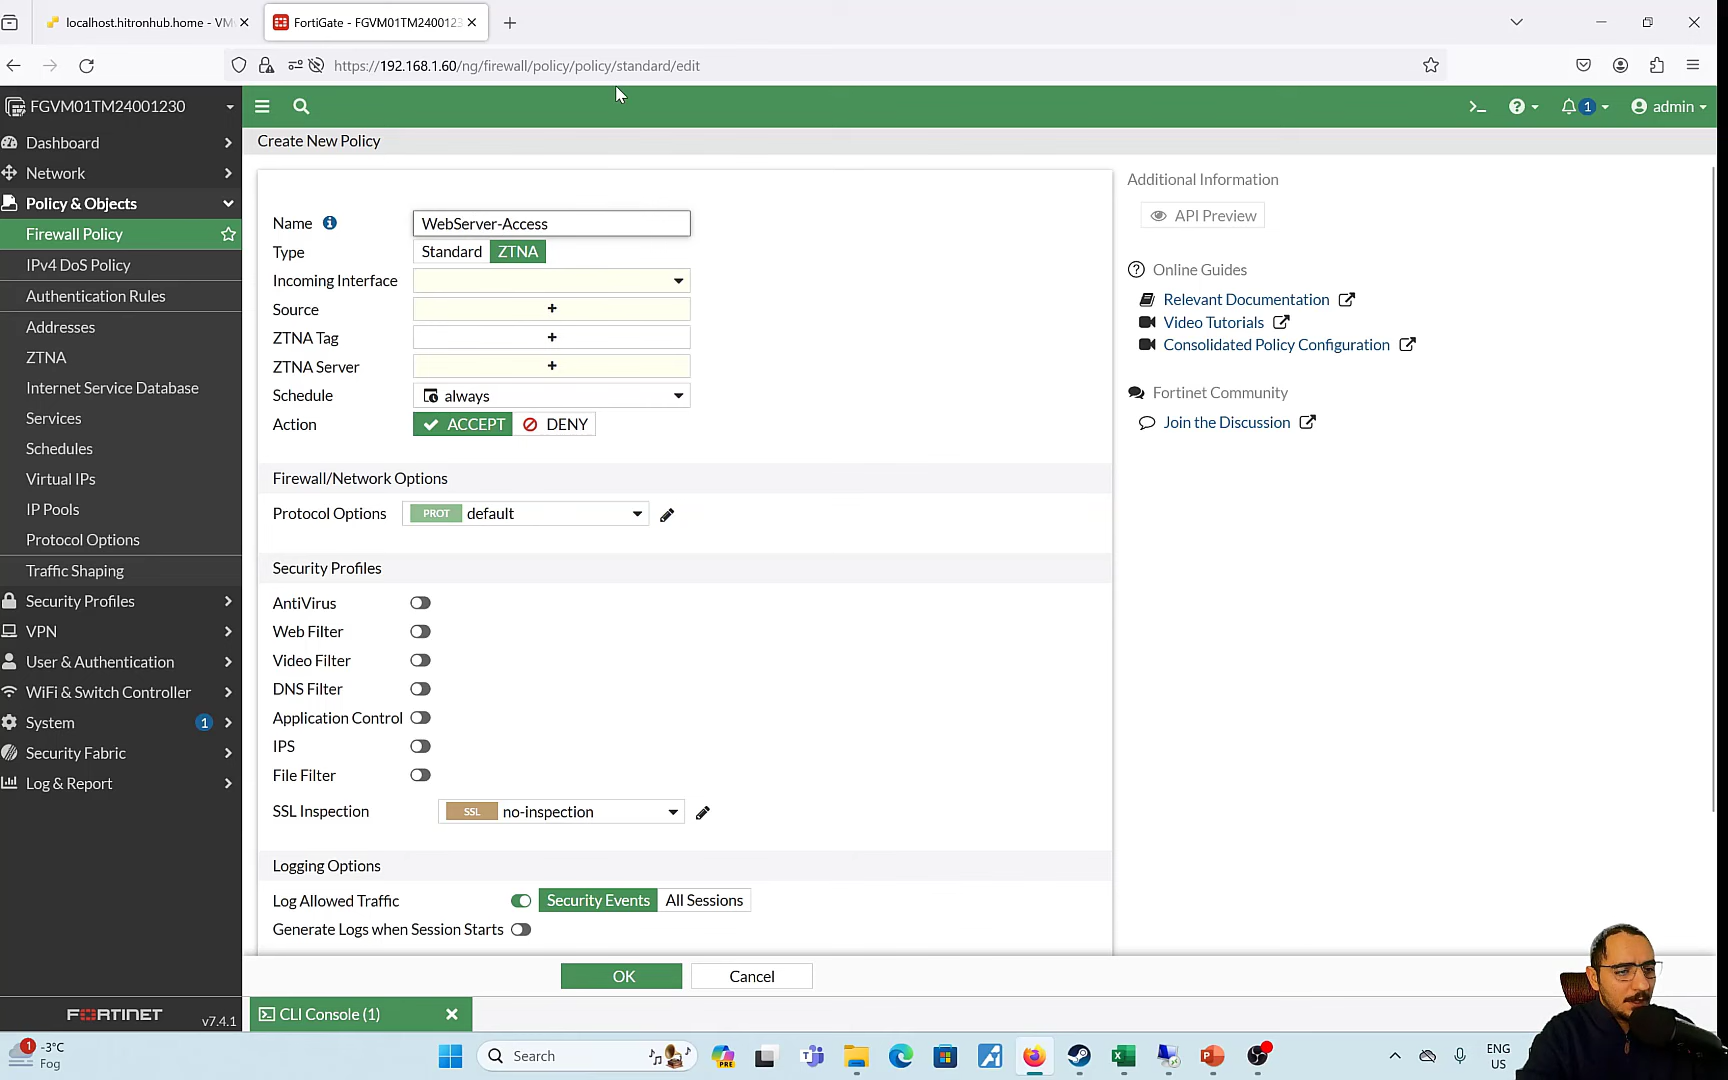 localhost.hitronhub.home - VM
FortiGate - FGVM01TM2400123
https://192.168.1.60/ng/firewall/policy/policy/standard/edit
FGVM01TM24001230
1
admin
Dashboard
Network
Policy & Objects
Firewall Policy
IPv4 DoS Policy
Authentication Rules
Addresses
ZTNA
Internet Service Database
Services
Schedules
Virtual IPs
IP Pools
Protocol Options
Traffic Shaping
Security Profiles
VPN
User & Authentication
WiFi & Switch Controller
System 1
Security Fabric
Log & Report
FORTINET v7.4.1
Create New Policy
Name WebServer-Access
Type Standard ZTNA
Incoming Interface
Source +
ZTNA Tag +
ZTNA Server +
Schedule always
Action ACCEPT DENY
Firewall/Network Options
Protocol Options PROT default
Security Profiles
AntiVirus
Web Filter
Video Filter
DNS Filter
Application Control
IPS
File Filter
SSL Inspection SSL no-inspection
Logging Options
Log Allowed Traffic Security Events All Sessions
Generate Logs when Session Starts
OK Cancel
Additional Information
API Preview
Online Guides
Relevant Documentation
Video Tutorials
Consolidated Policy Configuration
Fortinet Community
Join the Discussion
CLI Console (1)
1 -3°C
Fog
Search
PRE
ENG
US